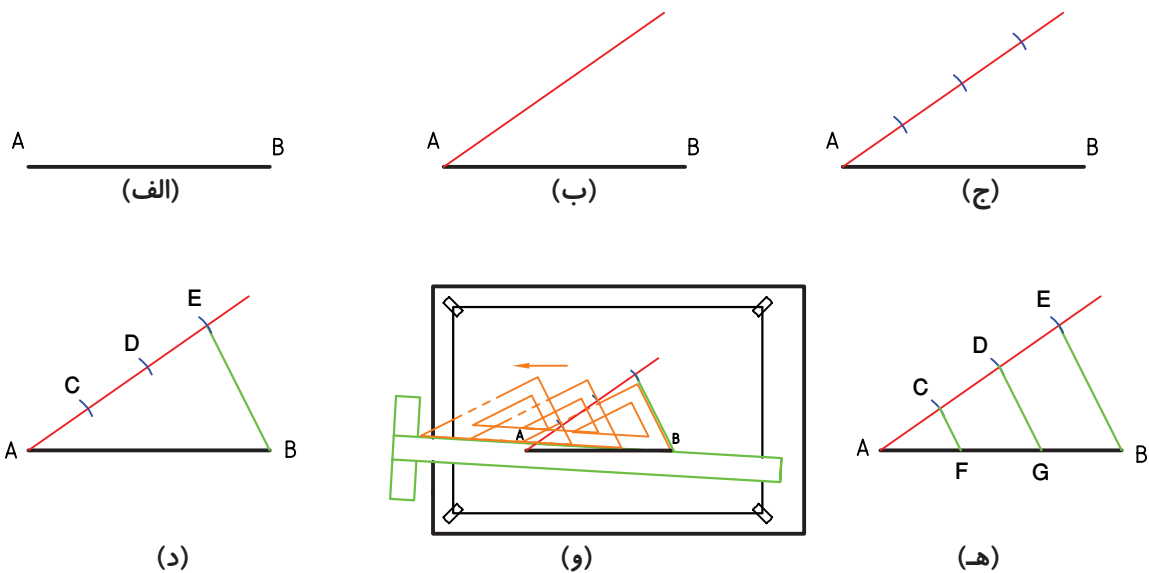 A B
(الف)
A B
(ب)
A B
(ج)
A C D E B
(د)
A B
(و)
A C D E F G B
(هـ)